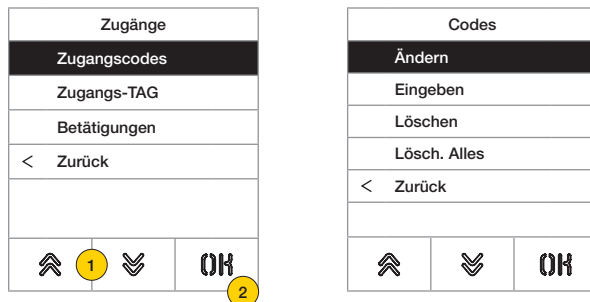 Zugänge
Zugangscodes
Zugangs-TAG
Betätigungen
< Zurück
1
OK
2
Codes
Ändern
Eingeben
Löschen
Lösch. Alles
< Zurück
OK